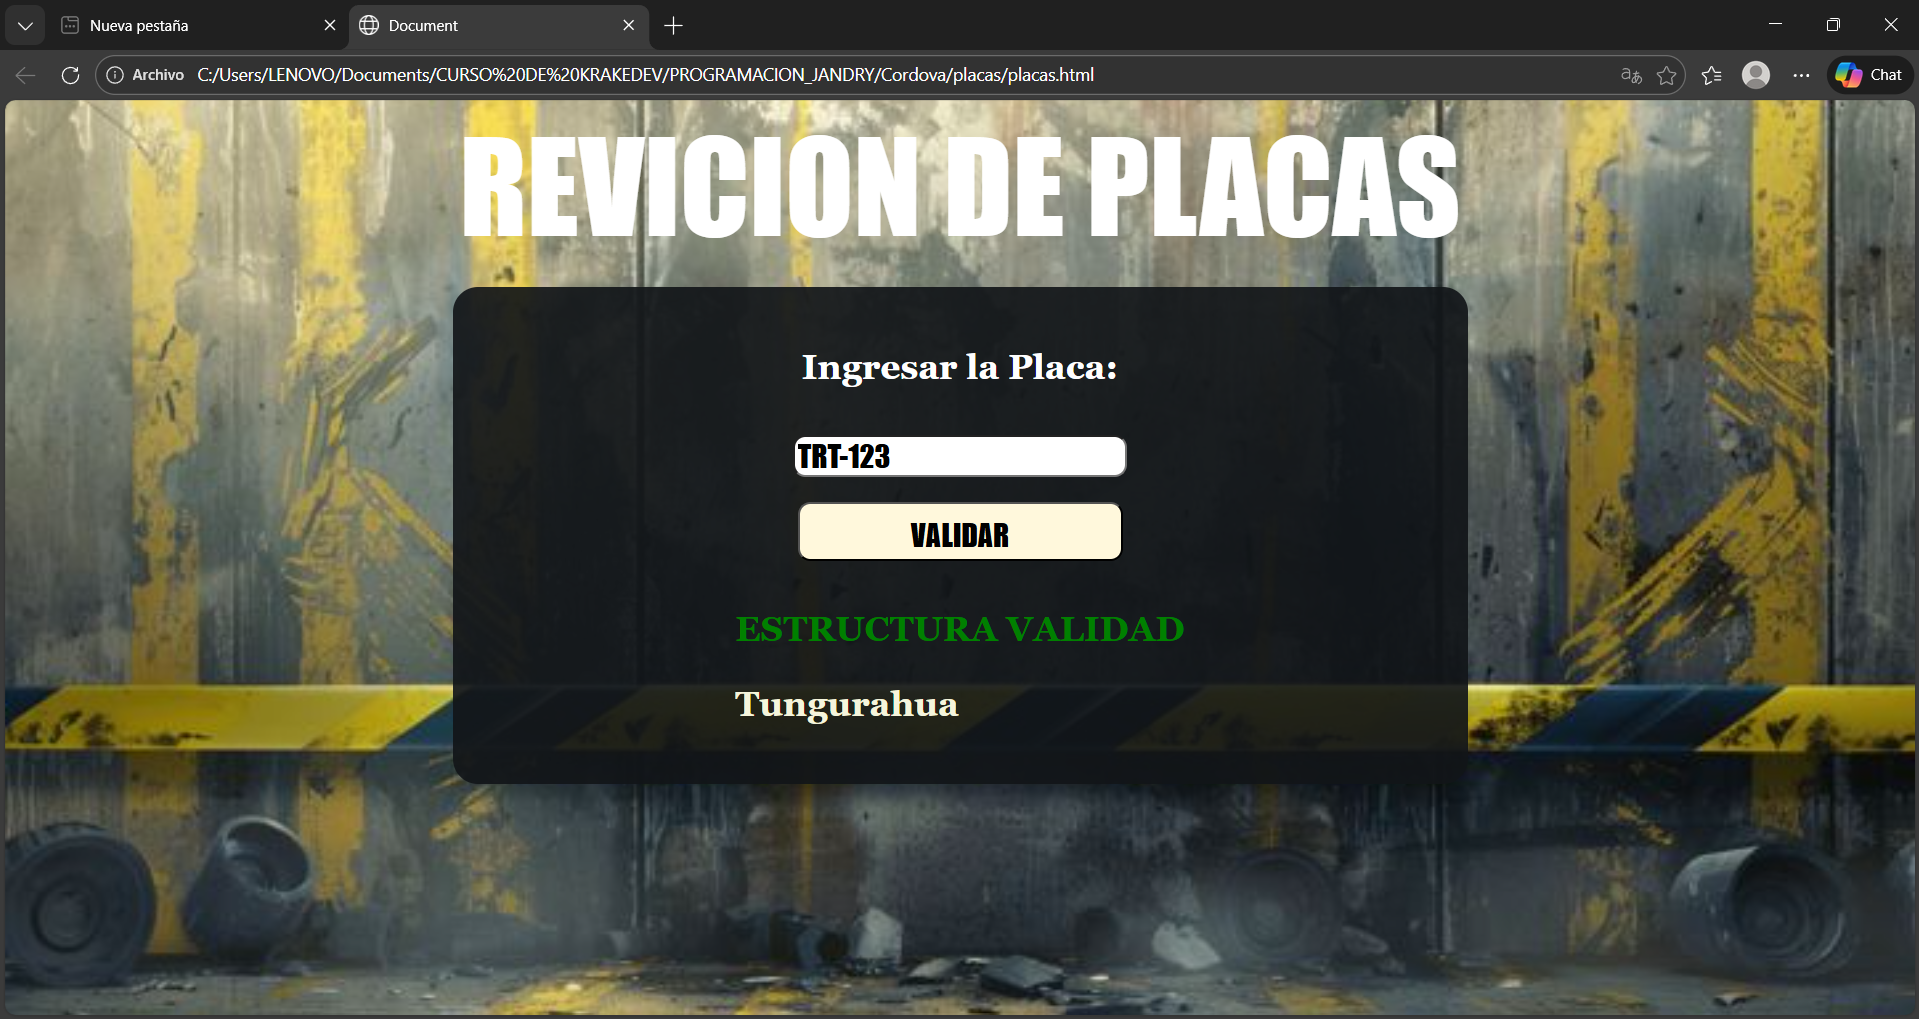 Nueva pestaña
Document
Archivo C:/Users/LENOVO/Documents/CURSO%20DE%20KRAKEDEV/PROGRAMACION_JANDRY/Cordova/placas/placas.html
Chat
REVICION DE PLACAS
Ingresar la Placa:
TRT-123
VALIDAR
ESTRUCTURA VALIDAD
Tungurahua